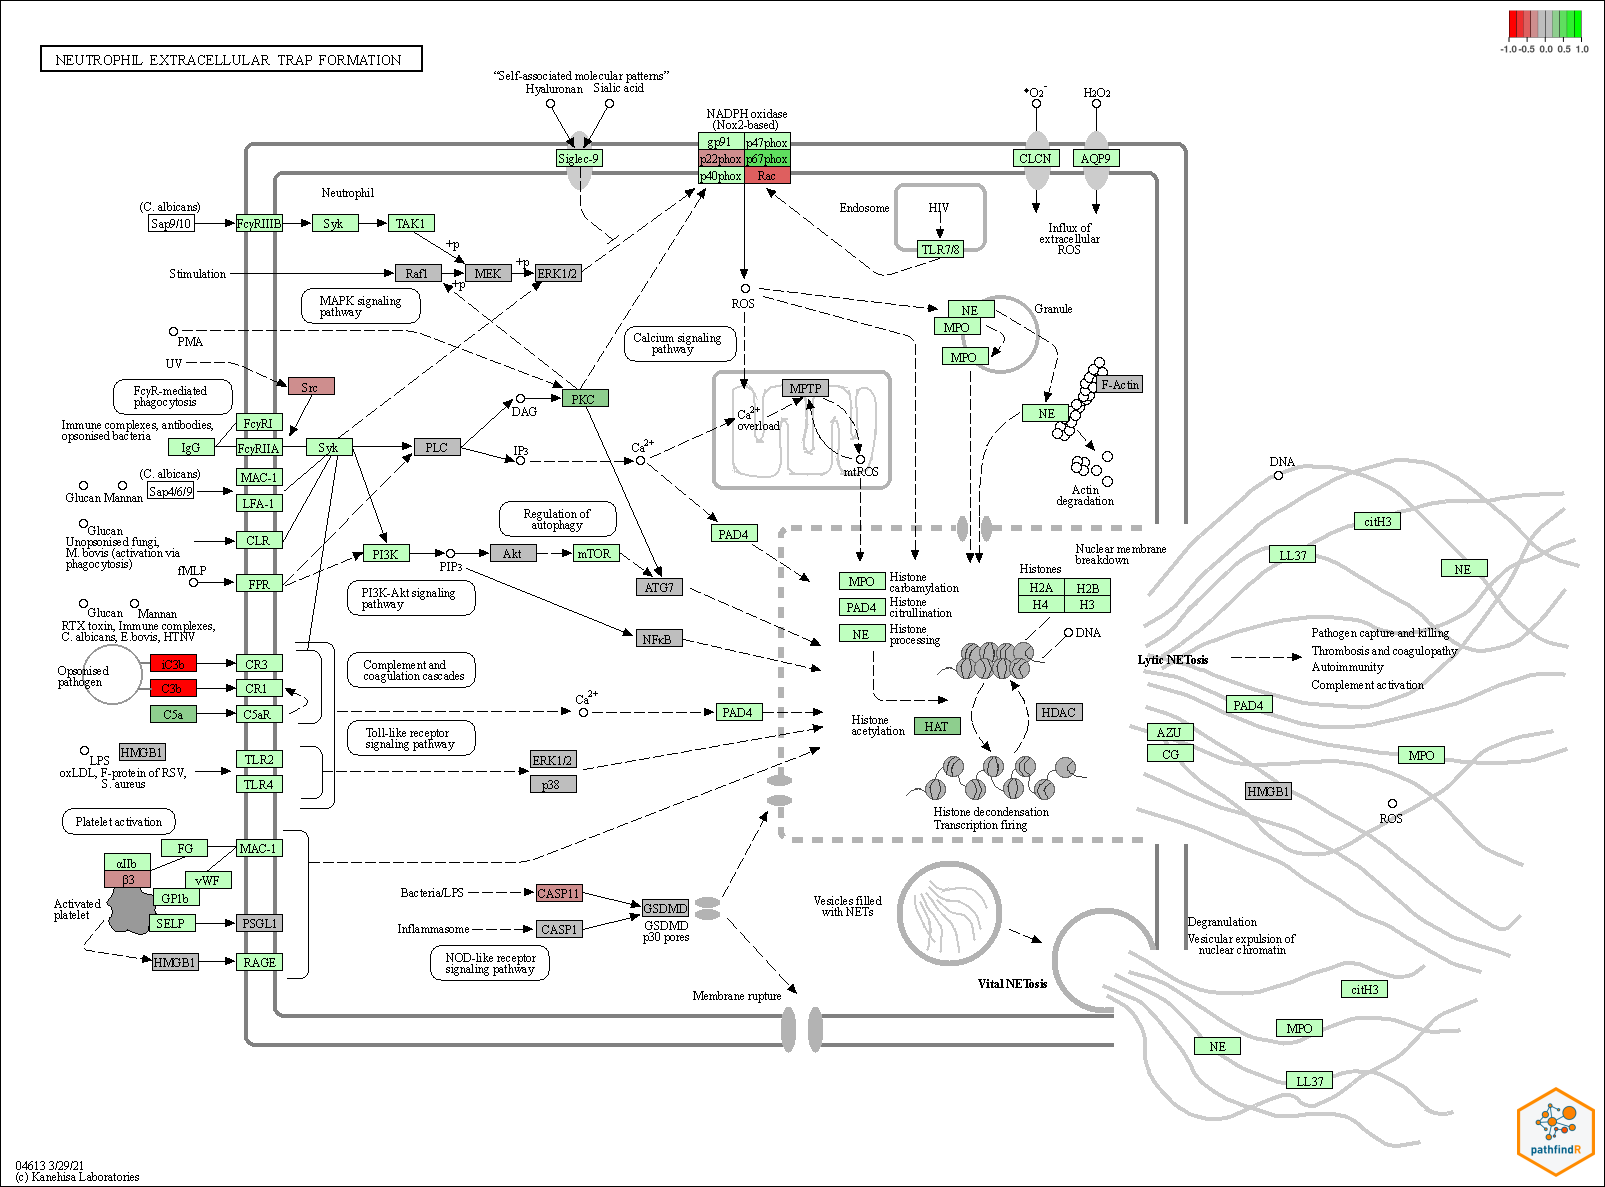 -1.0 -0.5 0.0 0.5 1.0
NEUTROPHIL EXTRACELLULAR TRAP FORMATION
“Self-associated molecular patterns”
Hyaluronan Sialic acid
NADPH oxidase
(Nox2-based)
•O2- H2O2
gp91 p47phox
Siglec-9 p22phox p67phox CLCN AQP9
p40phox Rac
Neutrophil
(C. albicans)
Sap9/10 FcγRIIIB Syk TAK1
Endosome HIV
TLR7/8
Influx of
extracellular
ROS
+p
Stimulation Raf1 MEK +p ERK1/2
+p
MAPK signaling
pathway
ROS
NE
MPO
MPO
Granule
PMA
Calcium signaling
pathway
UV
Src
FcγR-mediated
phagocytosis
PKC
DAG
MPTP
Ca2+
overload
mtROS
F-Actin
NE
Actin
degradation
Immune complexes, antibodies,
opsonised bacteria
FcγRI
IgG FcγRIIA Syk PLC
IP3
Ca2+
(C. albicans)
Glucan Mannan Sap4/6/9
MAC-1
LFA-1
Glucan
Unopsonised fungi,
M. bovis (activation via
phagocytosis)
CLR
fMLP
FPR
Regulation of
autophagy
PAD4
PI3K PIP3 Akt mTOR
ATG7
PI3K-Akt signaling
pathway
NFκB
Nuclear membrane
breakdown
MPO Histone
carbamylation
PAD4 Histone
citrullination
NE Histone
processing
Histones
H2A H2B
H4 H3
DNA
Glucan Mannan
RTX toxin, Immune complexes,
C. albicans, E.bovis, HTNV
Opsonised
pathogen
iC3b CR3
C3b CR1
C5a C5aR
Complement and
coagulation cascades
Ca2+
PAD4
Histone
acetylation
HAT
HDAC
Toll-like receptor
signaling pathway
LPS HMGB1
oxLDL, F-protein of RSV,
S. aureus
TLR2
TLR4
ERK1/2
p38
Histone decondensation
Transcription firing
Platelet activation
FG MAC-1
αIIb
β3
vWF
GP1b
Activated
platelet
SELP PSGL1
HMGB1 RAGE
Bacteria/LPS CASP11
Inflammasome CASP1
GSDMD
GSDMD
p30 pores
NOD-like receptor
signaling pathway
Membrane rupture
Vesicles filled
with NETs
Vital NETosis
Degranulation
Vesicular expulsion of
nuclear chromatin
DNA
citH3
LL37
NE
Lytic NETosis
Pathogen capture and killing
Thrombosis and coagulopathy
Autoimmunity
Complement activation
PAD4
AZU
CG
MPO
HMGB1
ROS
citH3
MPO
NE
LL37
pathfindR
04613 3/29/21
(c) Kanehisa Laboratories